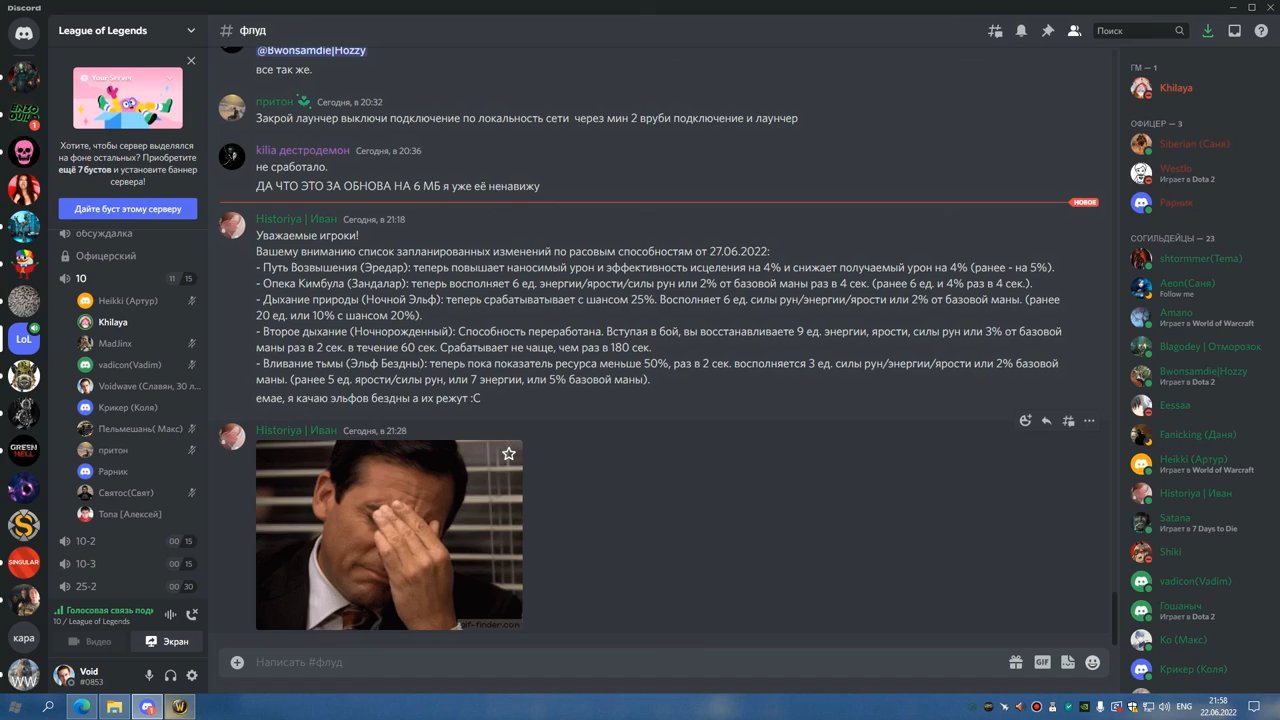 Discord
League of Legends
# флуд
Поиск
YourServer
Хотите, чтобы сервер выделялся
на фоне остальных? Приобретите
ещё 7 бустов и установите баннер
сервера!
Дайте буст этому серверу
обсуждалка
Офицерский
10 11 15
Heikki (Артур)
Khilaya
MadJinx
vadicon(Vadim)
Voidwave (Славян, 30 л...
Крикер (Коля)
Пельмешань( Макс)
притон
Рарник
Святос(Свят)
Топа [Алексей]
10-2 00 15
10-3 00 15
25-2 00 30
Голосовая связь подк
10 / League of Legends
Видео Экран
Void
#0853
ENZO
1
LoL
GREEN
HELL
SINGULAR
кара
WW
@Bwonsamdie|Hozzy
все так же.
притон Сегодня, в 20:32
Закрой лаунчер выключи подключение по локальность сети через мин 2 вруби подключение и лаунчер
kilia дестродемон Сегодня, в 20:36
не сработало.
ДА ЧТО ЭТО ЗА ОБНОВА НА 6 МБ я уже её ненавижу
НОВОЕ
Historiya | Иван Сегодня, в 21:18
Уважаемые игроки!
Вашему вниманию список запланированных изменений по расовым способностям от 27.06.2022:
- Путь Возвышения (Эредар): теперь повышает наносимый урон и эффективность исцеления на 4% и снижает получаемый урон на 4% (ранее - на 5%).
- Опека Кимбула (Зандалар): теперь восполняет 6 ед. энергии/ярости/силы рун или 2% от базовой маны раз в 4 сек. (ранее 6 ед. и 4% раз в 4 сек.).
- Дыхание природы (Ночной Эльф): теперь срабатыватывает с шансом 25%. Восполняет 6 ед. силы рун/энергии/ярости или 2% от базовой маны. (ранее
20 ед. или 10% с шансом 20%).
- Второе дыхание (Ночнорожденный): Способность переработана. Вступая в бой, вы восстанавливаете 9 ед. энергии, ярости, силы рун или 3% от базовой
маны раз в 2 сек. в течение 60 сек. Срабатывает не чаще, чем раз в 180 сек.
- Вливание тьмы (Эльф Бездны): теперь пока показатель ресурса меньше 50%, раз в 2 сек. восполняется 3 ед. силы рун/энергии/ярости или 2% базовой
маны. (ранее 5 ед. ярости/силы рун, или 7 энергии, или 5% базовой маны).
емае, я качаю эльфов бездны а их режут :С
Historiya | Иван Сегодня, в 21:28
gif-finder.com
Написать #флуд
GIF
ГМ — 1
Khilaya
ОФИЦЕР — 3
Siberian (Саня)
Westlo
Играет в Dota 2
Рарник
СОГИЛЬДЕЙЦЫ — 23
shtormmer(Tema)
Aeon(Саня)
Follow me
Amano
Играет в World of Warcraft
Blagodey | Отморозок
Bwonsamdie|Hozzy
Играет в Dota 2
Eessaa
Fanicking (Даня)
Heikki (Артур)
Играет в World of Warcraft
Historiya | Иван
Satana
Играет в 7 Days to Die
Shiki
vadicon(Vadim)
Гошаныч
Играет в Dota 2
Ко (Макс)
Крикер (Коля)
ENG
21:58
22.06.2022